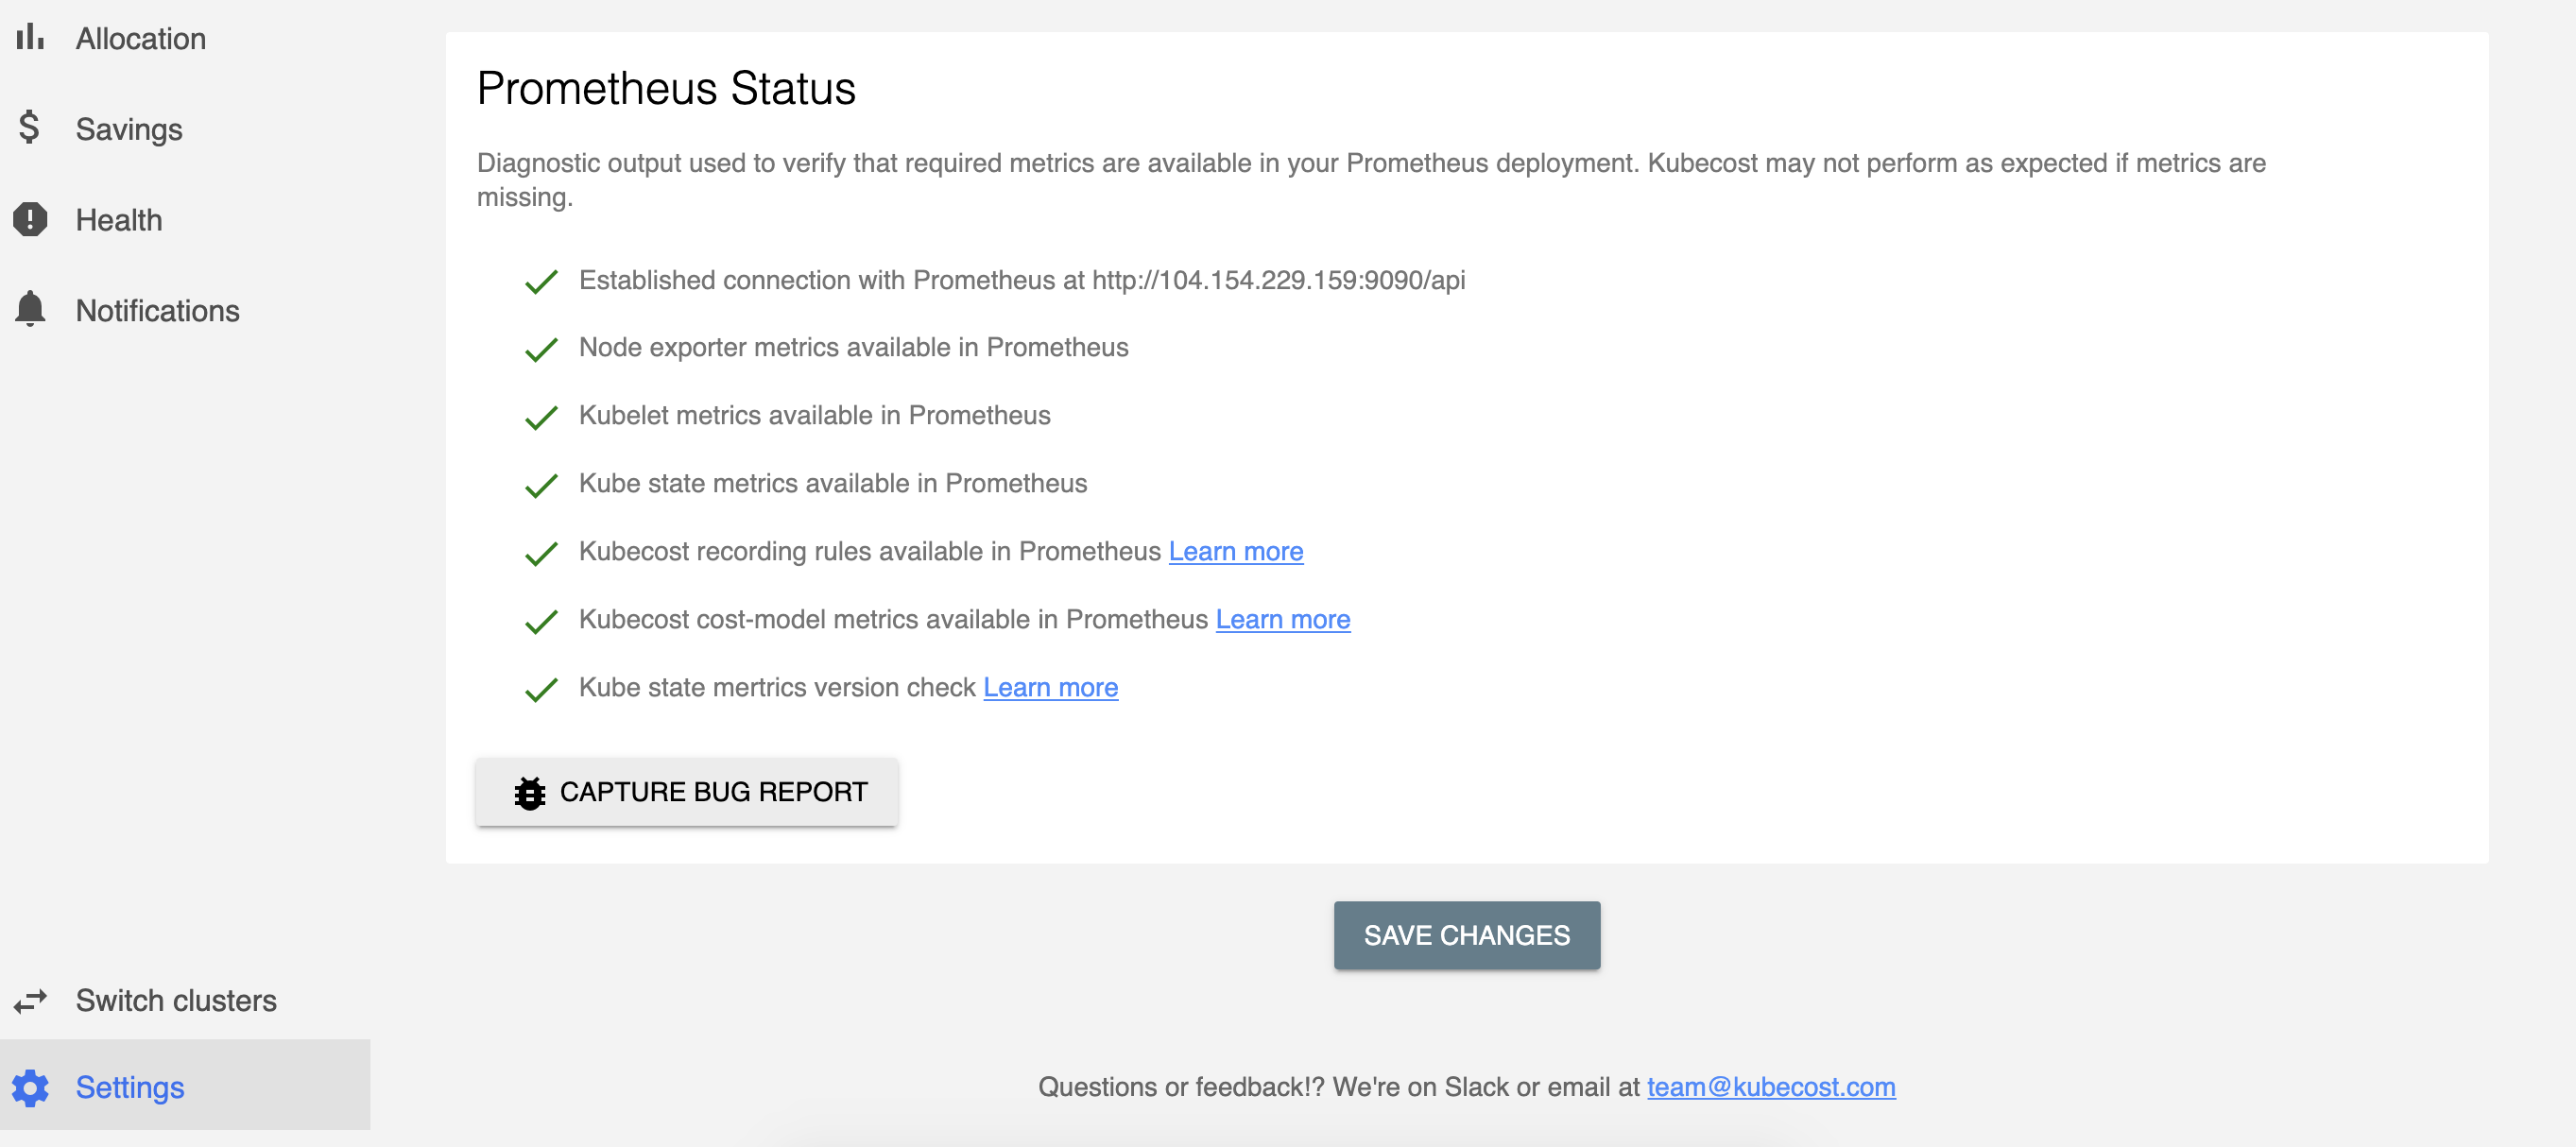 Allocation
Savings
Health
Notifications
Switch clusters
Settings
Prometheus Status
Diagnostic output used to verify that required metrics are available in your Prometheus deployment. Kubecost may not perform as expected if metrics are
missing.
Established connection with Prometheus at http://104.154.229.159:9090/api
Node exporter metrics available in Prometheus
Kubelet metrics available in Prometheus
Kube state metrics available in Prometheus
Kubecost recording rules available in Prometheus Learn more
Kubecost cost-model metrics available in Prometheus Learn more
Kube state mertrics version check Learn more
CAPTURE BUG REPORT
SAVE CHANGES
Questions or feedback!? We're on Slack or email at team@kubecost.com